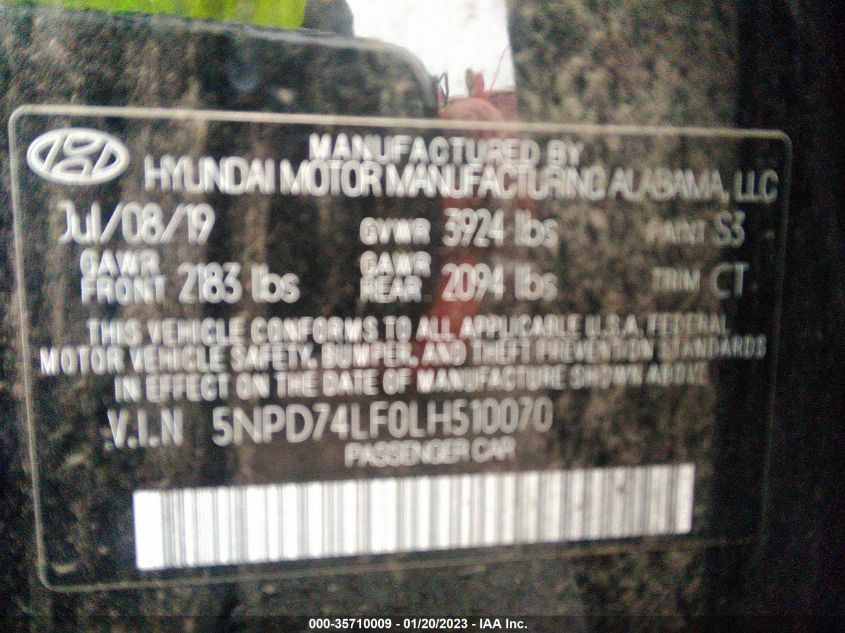 MANUFACTURED BY
HYUNDAI MOTOR MANUFACTURING ALABAMA, LLC
Jul/08/19 GVWR 3924 lbs PAINT S3
GAWR FRONT 2183 lbs GAWR REAR 2094 lbs TRIM CT
THIS VEHICLE CONFORMS TO ALL APPLICABLE U.S.A. FEDERAL
MOTOR VEHICLE SAFETY, BUMPER, AND THEFT PREVENTION STANDARDS
IN EFFECT ON THE DATE OF MANUFACTURE SHOWN ABOVE
V.I.N 5NPD74LF0LH510070
PASSENGER CAR
000-35710009 - 01/20/2023 - IAA Inc.